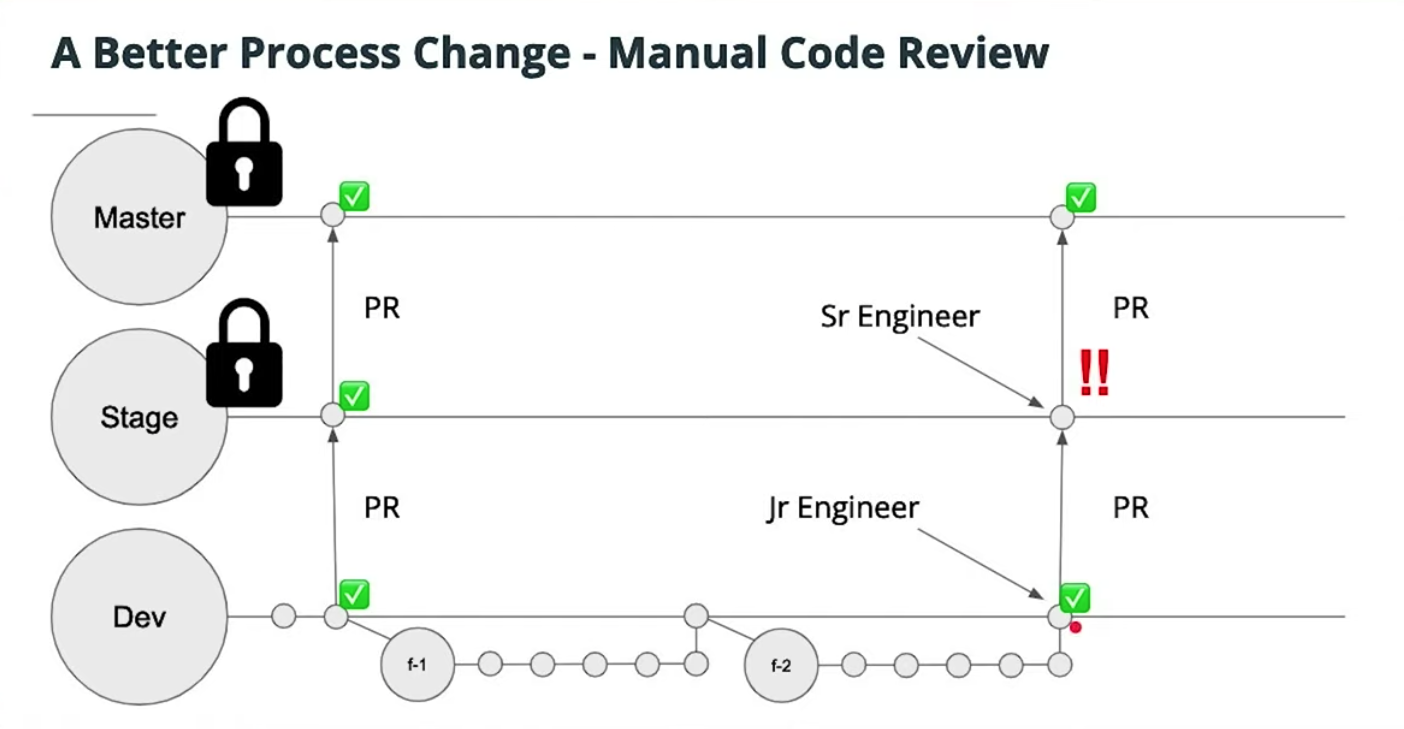 A Better Process Change - Manual Code Review
Master
PR
Sr Engineer
PR
!!
Stage
PR
Jr Engineer
PR
Dev
f-1
f-2